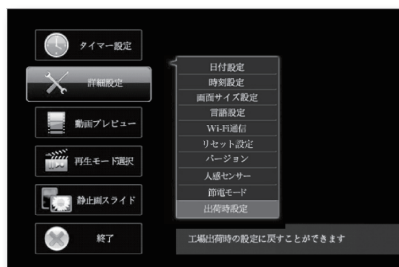 タイマー設定
詳細設定
動画プレビュー
再生モード選択
静止画スライド
終了
日付設定
時刻設定
画面サイズ設定
言語設定
Wi-Fi通信
リセット設定
バージョン
人感センサー
節電モード
出荷時設定
工場出荷時の設定に戻すことができます